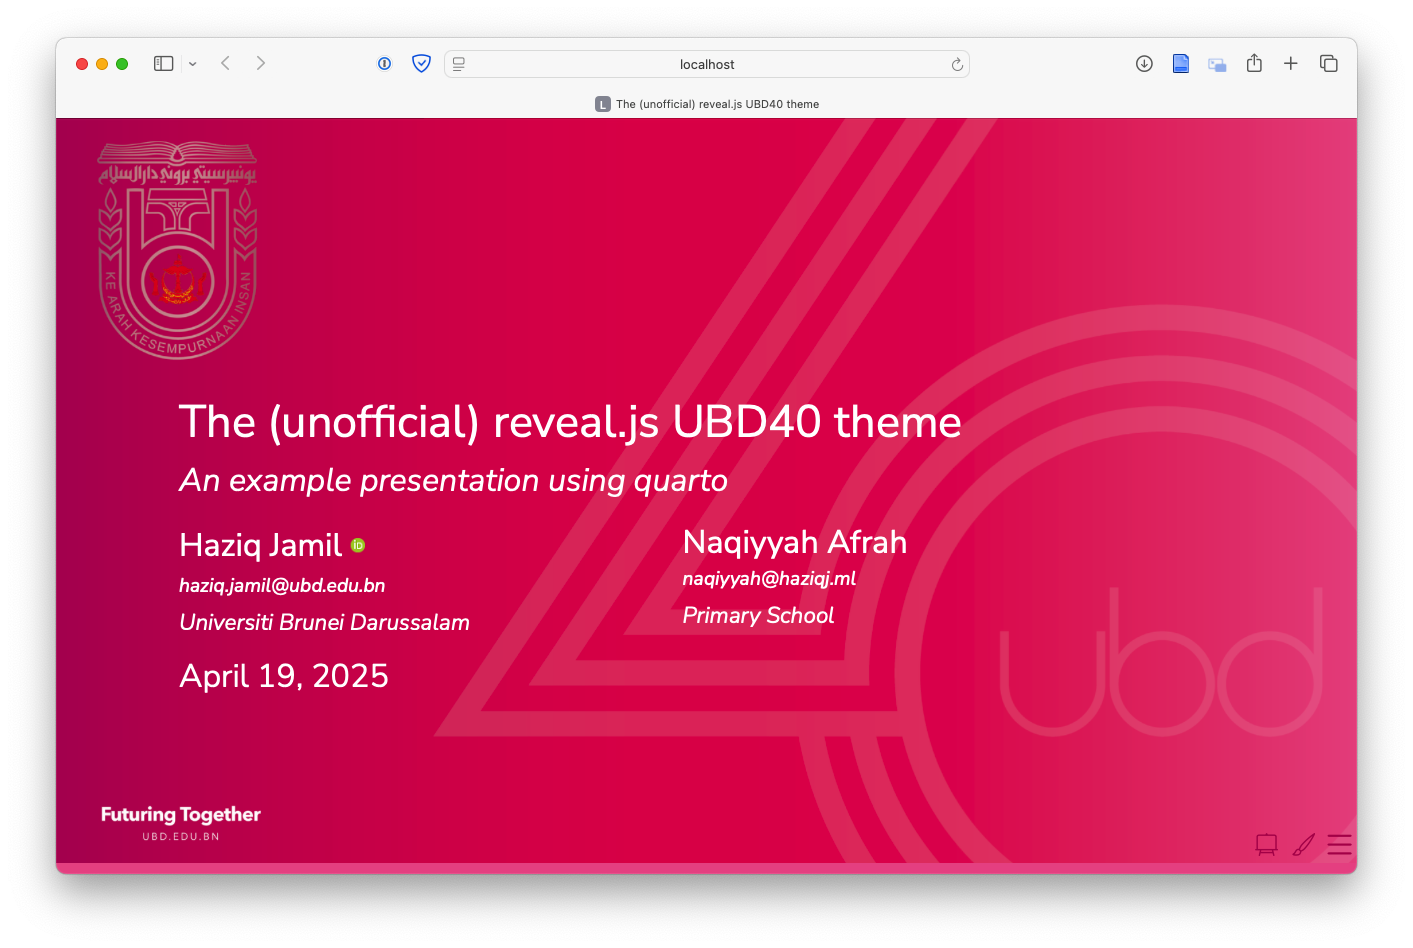 localhost
L The (unofficial) reveal.js UBD40 theme
يونيبرسيتي بروني دارالسلام
KE ARAH KESEMPURNAAN INSAN
The (unofficial) reveal.js UBD40 theme
An example presentation using quarto
Haziq Jamil iD
haziq.jamil@ubd.edu.bn
Universiti Brunei Darussalam
Naqiyyah Afrah
naqiyyah@haziqj.ml
Primary School
April 19, 2025
40
ubd
Futuring Together
UBD.EDU.BN